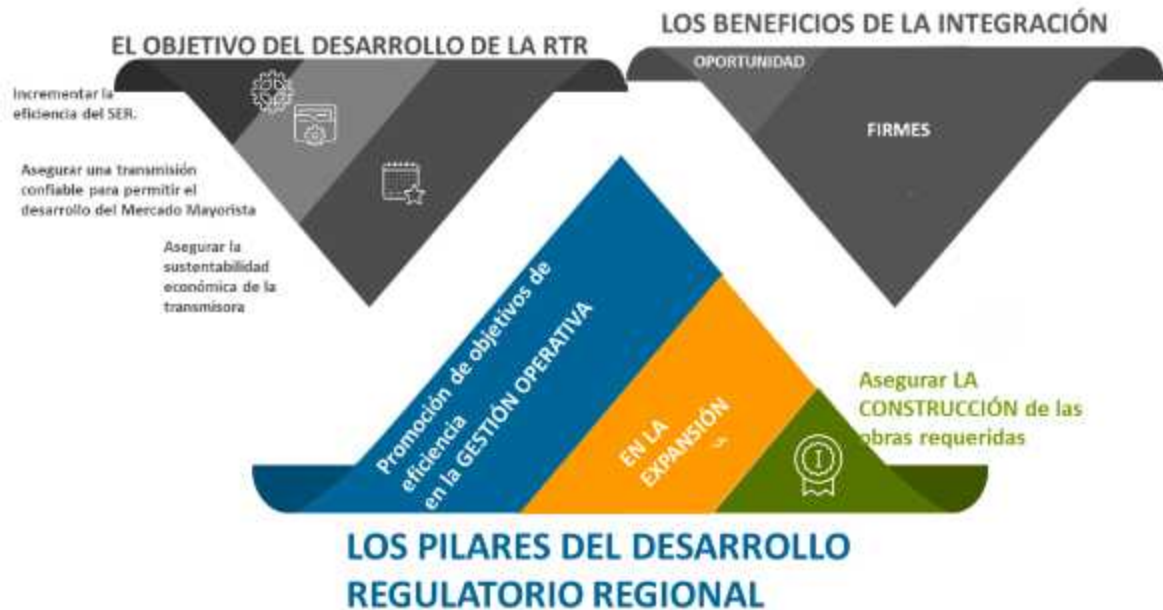 EL OBJETIVO DEL DESARROLLO DE LA RTR
Incrementar la
eficiencia del SER.
Asegurar una transmisión
confiable para permitir el
desarrollo del Mercado Mayorista
Asegurar la
sustentabilidad
económica de la
transmisora
LOS BENEFICIOS DE LA INTEGRACIÓN
OPORTUNIDAD
FIRMES
Promoción de objetivos de
eficiencia
en la GESTIÓN OPERATIVA
EN LA
EXPANSIÓN
Asegurar LA
CONSTRUCCIÓN de las
obras requeridas
LOS PILARES DEL DESARROLLO
REGULATORIO REGIONAL